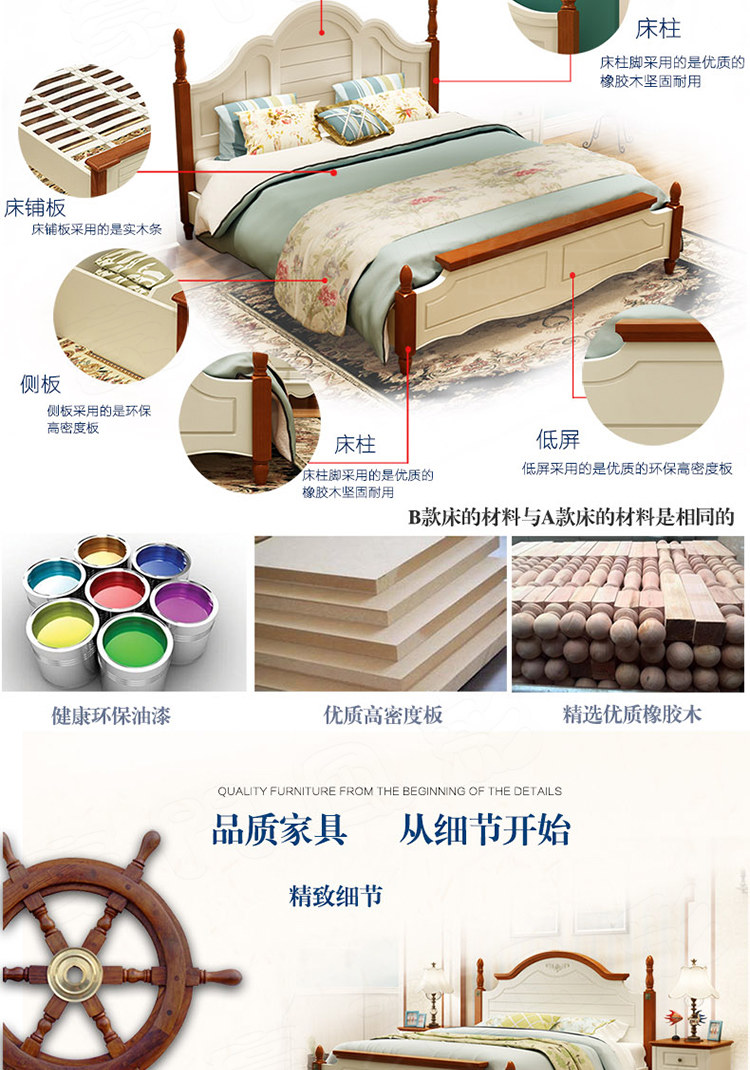 床柱
床柱脚采用的是优质的
橡胶木坚固耐用
床铺板
床铺板采用的是实木条
侧板
侧板采用的是环保
高密度板
床柱
床柱脚采用的是优质的
橡胶木坚固耐用
低屏
低屏采用的是优质的环保高密度板
B款床的材料与A款床的材料是相同的
健康环保油漆
优质高密度板
精选优质橡胶木
QUALITY FURNITURE FROM THE BEGINNING OF THE DETAILS
品质家具 从细节开始
精致细节